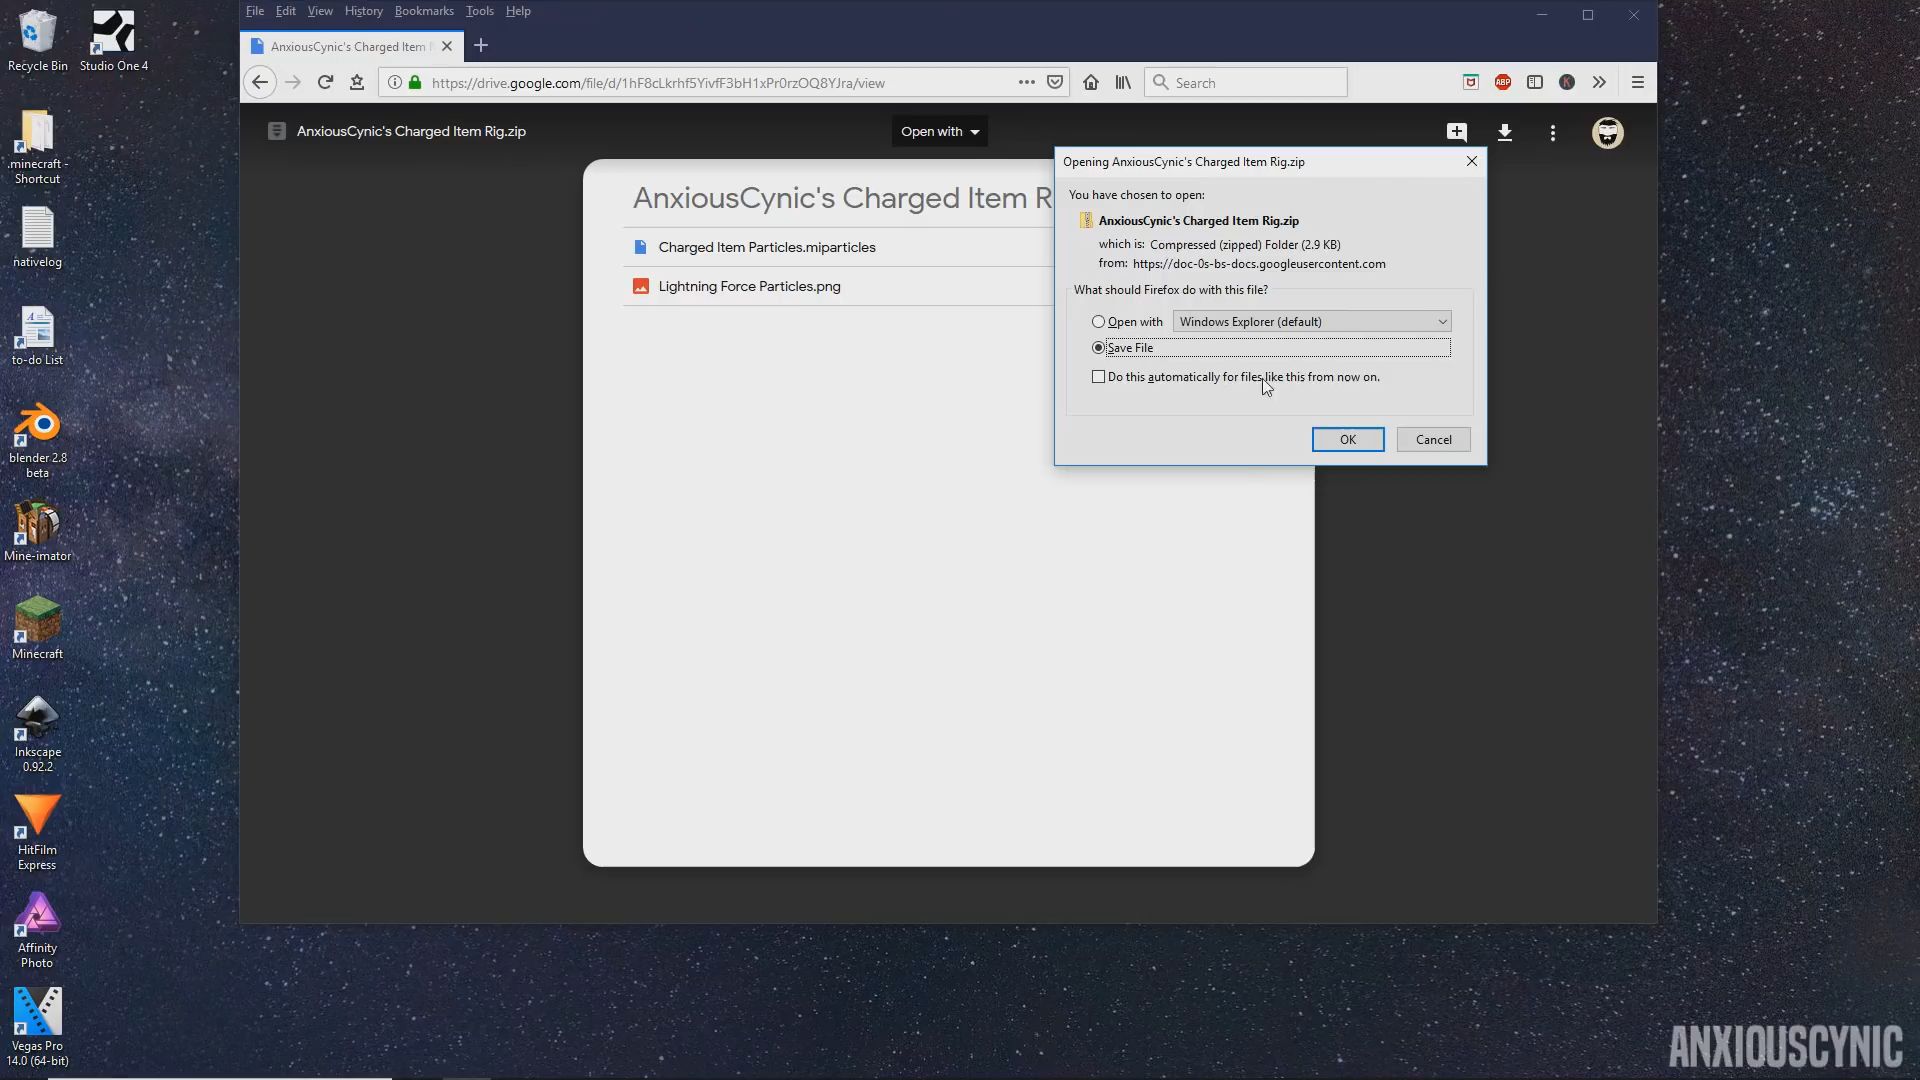 File Edit View History Bookmarks Tools Help
AnxiousCynic's Charged Item R
https://drive.google.com/file/d/1hF8cLkrhf5YivfF3bH1xPr0rzOQ8YJra/view
Search
ABP
K
AnxiousCynic's Charged Item Rig.zip
Open with
AnxiousCynic's Charged Item R
Charged Item Particles.miparticles
Lightning Force Particles.png
Opening AnxiousCynic's Charged Item Rig.zip
You have chosen to open:
AnxiousCynic's Charged Item Rig.zip
which is: Compressed (zipped) Folder (2.9 KB)
from: https://doc-0s-bs-docs.googleusercontent.com
What should Firefox do with this file?
Open with Windows Explorer (default)
Save File
Do this automatically for files like this from now on.
OK Cancel
Recycle Bin
Studio One 4
.minecraft - Shortcut
nativelog
to-do List
blender 2.8 beta
Mine-imator
Minecraft
Inkscape 0.92.2
HitFilm Express
Affinity Photo
Vegas Pro 14.0 (64-bit)
ANXIOUSCYNIC